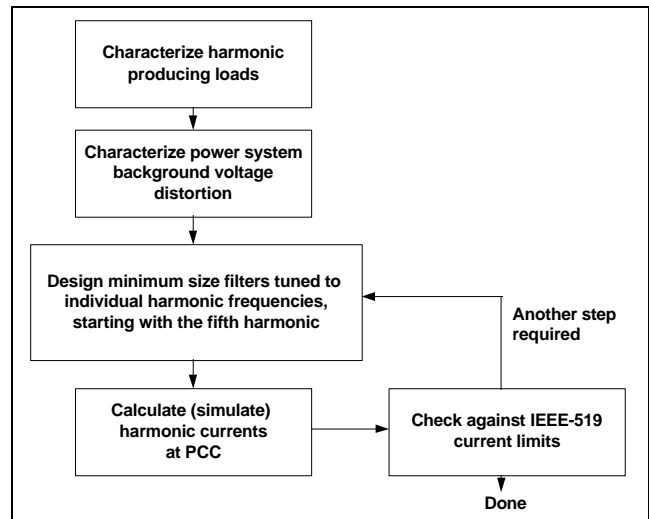 Characterize harmonic
producing loads
Characterize power system
background voltage
distortion
Design minimum size filters tuned to
individual harmonic frequencies,
starting with the fifth harmonic
Another step
required
Calculate (simulate)
harmonic currents
at PCC
Check against IEEE-519
current limits
Done